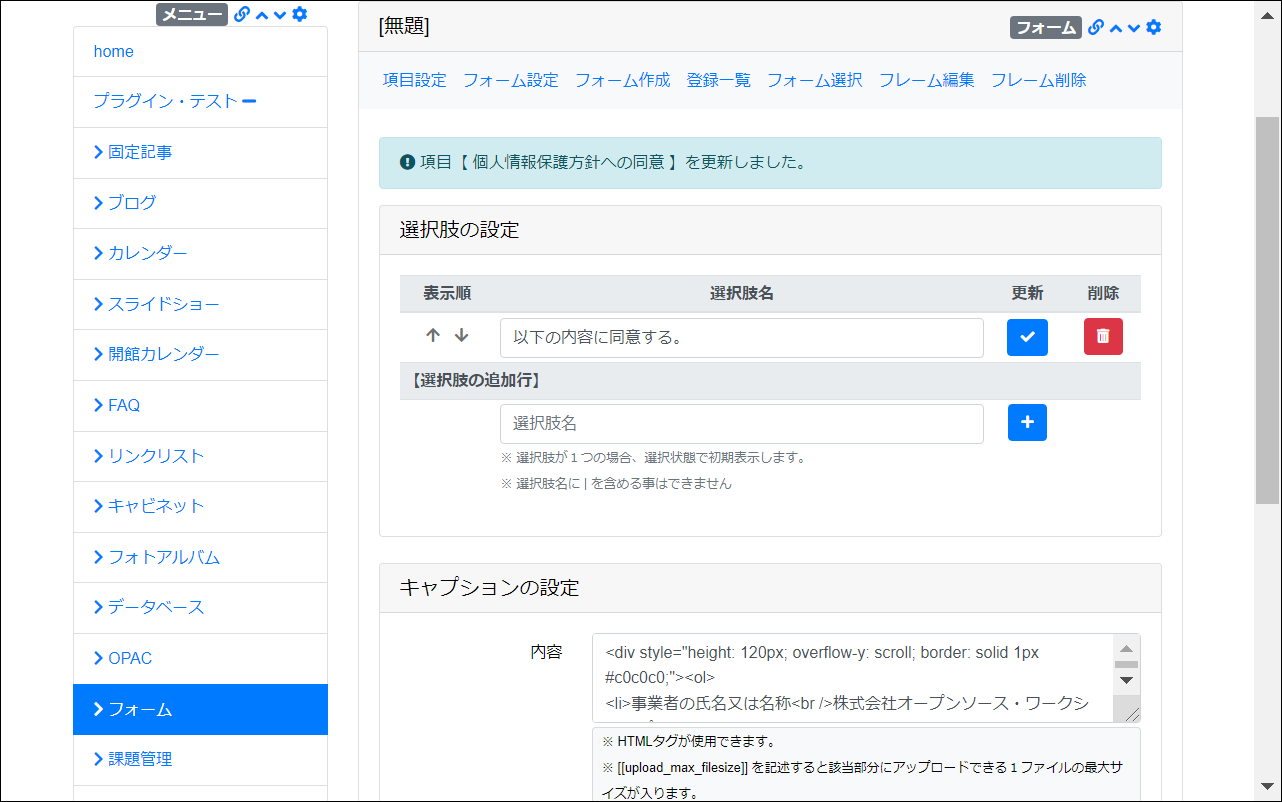 メニュー
home
プラグイン・テスト
固定記事
ブログ
カレンダー
スライドショー
開館カレンダー
FAQ
リンクリスト
キャビネット
フォトアルバム
データベース
OPAC
フォーム
課題管理
[無題]
フォーム
項目設定 フォーム設定 フォーム作成 登録一覧 フォーム選択 フレーム編集 フレーム削除
項目【 個人情報保護方針への同意 】を更新しました。
選択肢の設定
表示順 選択肢名 更新 削除
以下の内容に同意する。
【選択肢の追加行】
選択肢名
※ 選択肢が１つの場合、選択状態で初期表示します。
※ 選択肢名に | を含める事はできません
キャプションの設定
内容
<div style="height: 120px; overflow-y: scroll; border: solid 1px
#c0c0c0;"><ol>
<li>事業者の氏名又は名称<br />株式会社オープンソース・ワークシ
※ HTMLタグが使用できます。
※ [[upload_max_filesize]] を記述すると該当部分にアップロードできる１ファイルの最大サ
イズが入ります。